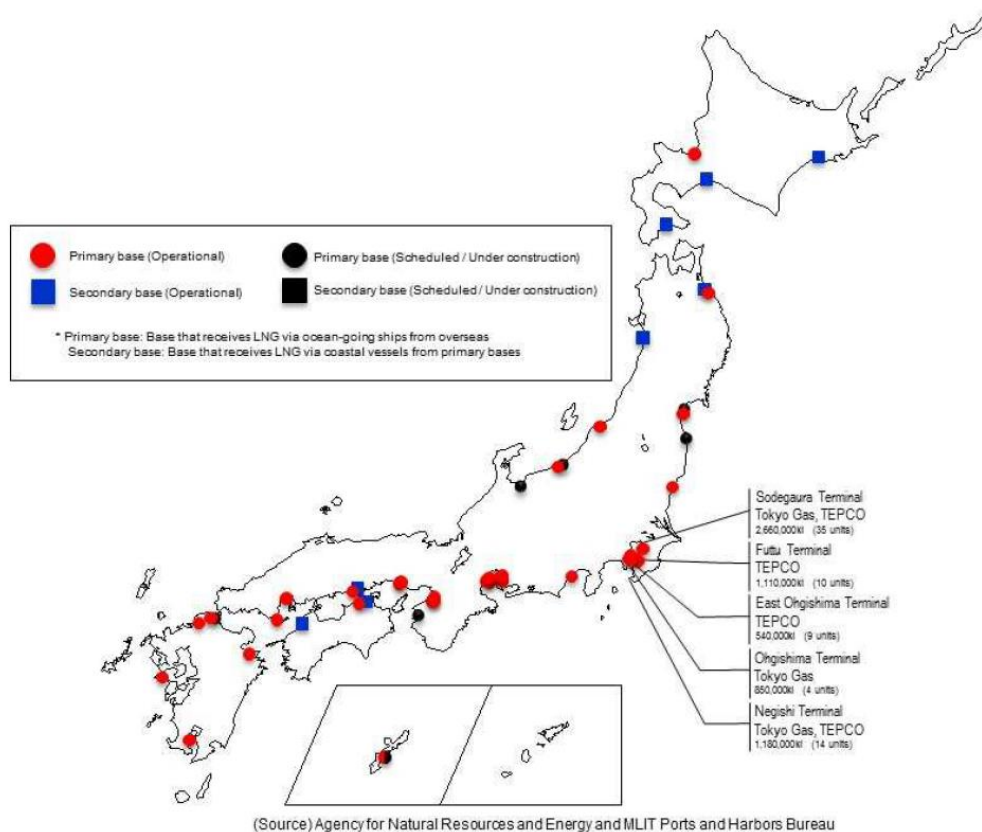 Primary base (Operational)
Primary base (Scheduled / Under construction)
Secondary base (Operational)
Secondary base (Scheduled / Under construction)
* Primary base: Base that receives LNG via ocean-going ships from overseas
Secondary base: Base that receives LNG via coastal vessels from primary bases
Sodegaura Terminal
Tokyo Gas, TEPCO
2,660,000kl (35 units)
Futtu Terminal
TEPCO
1,110,000kl (10 units)
East Ohgishima Terminal
TEPCO
540,000kl (9 units)
Ohgishima Terminal
Tokyo Gas
850,000kl (4 units)
Negishi Terminal
Tokyo Gas, TEPCO
1,180,000kl (14 units)
(Source) Agency for Natural Resources and Energy and MLIT Ports and Harbors Bureau